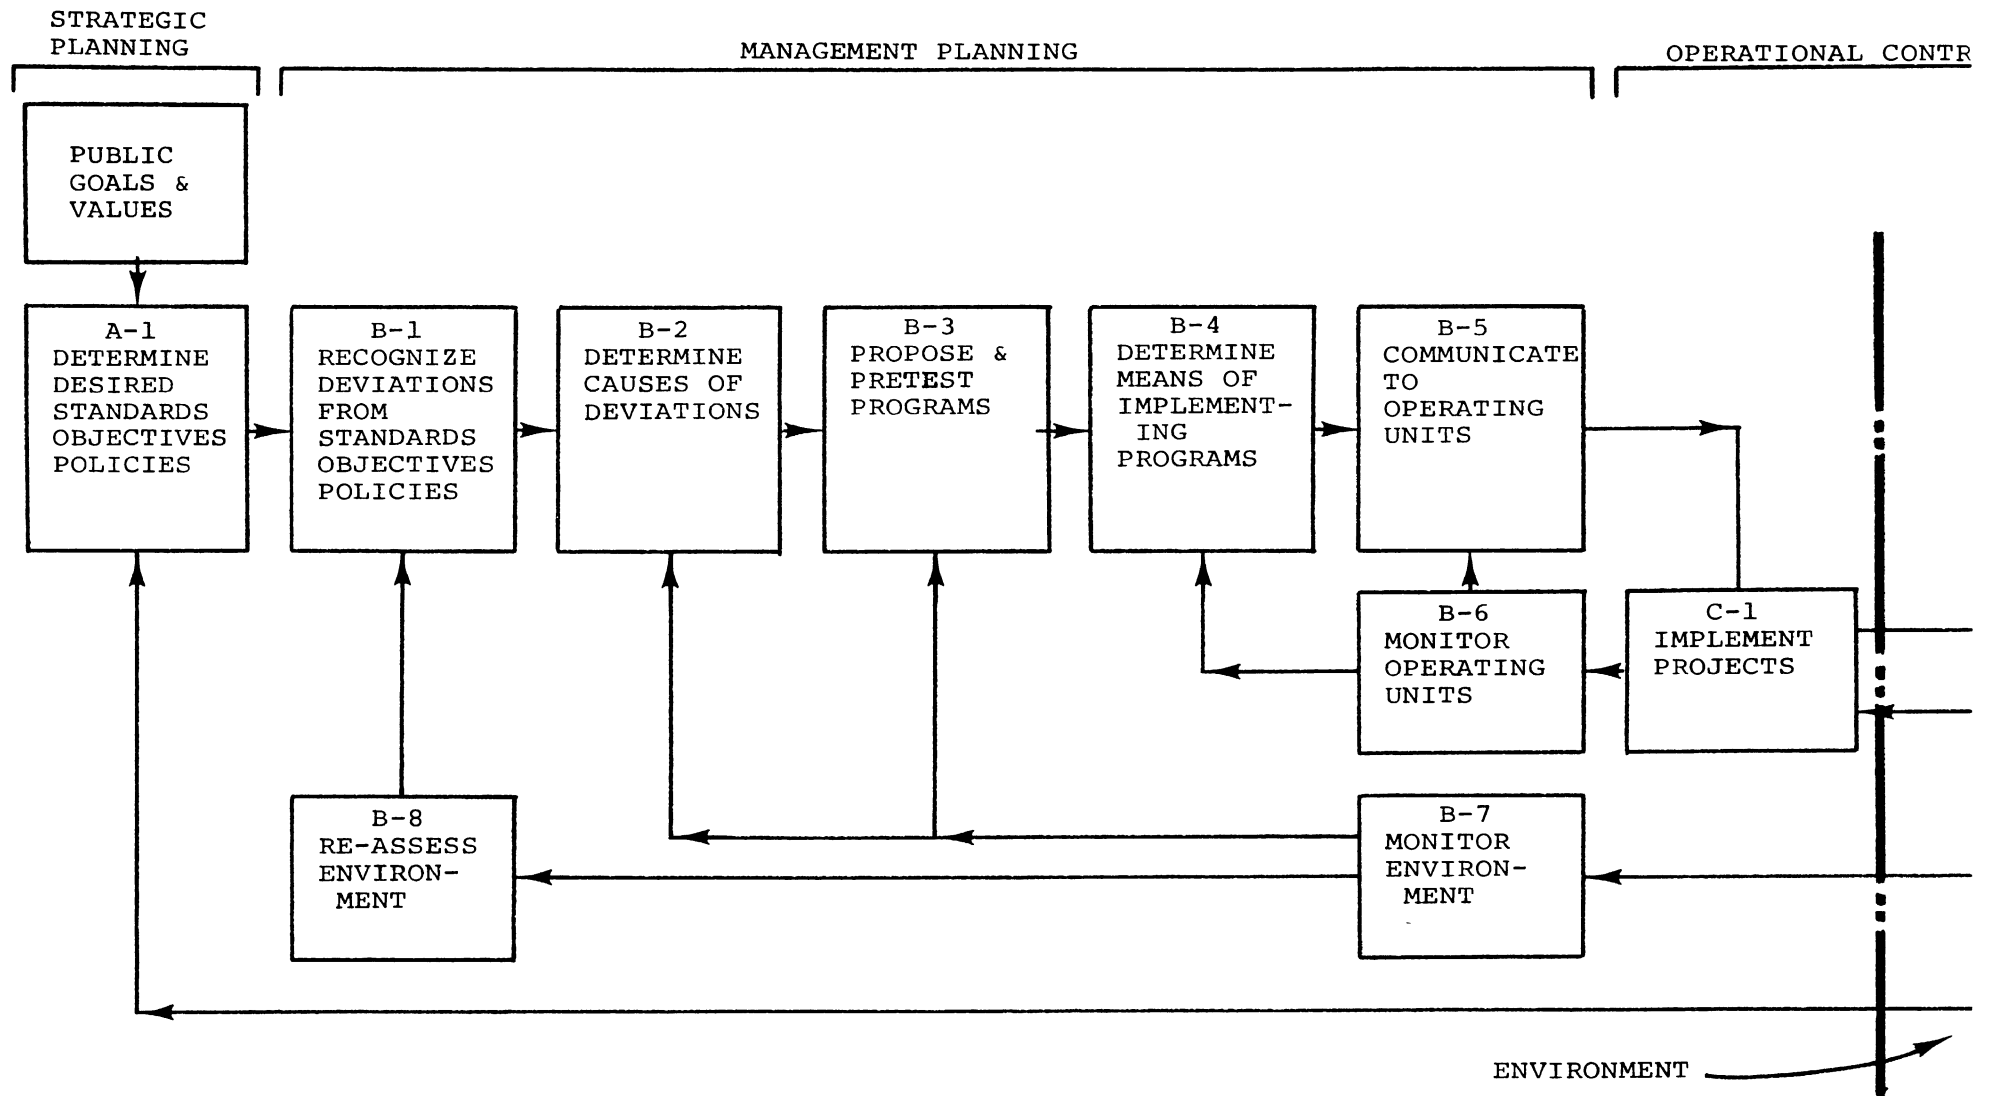 STRATEGIC
PLANNING
MANAGEMENT PLANNING
OPERATIONAL CONTR
PUBLIC
GOALS &
VALUES
A-1
DETERMINE
DESIRED
STANDARDS
OBJECTIVES
POLICIES
B-1
RECOGNIZE
DEVIATIONS
FROM
STANDARDS
OBJECTIVES
POLICIES
B-2
DETERMINE
CAUSES OF
DEVIATIONS
B-3
PROPOSE &
PRETEST
PROGRAMS
B-4
DETERMINE
MEANS OF
IMPLEMENT-
ING
PROGRAMS
B-5
COMMUNICATE
TO
OPERATING
UNITS
B-6
MONITOR
OPERATING
UNITS
C-1
IMPLEMENT
PROJECTS
B-8
RE-ASSESS
ENVIRON-
MENT
B-7
MONITOR
ENVIRON-
MENT
ENVIRONMENT